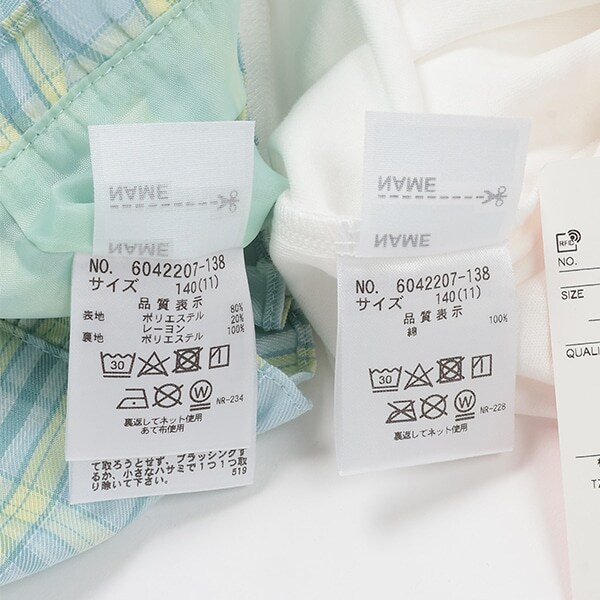 NAME
NAME
NO. 6042207-138
サイズ 140(11)
品質表示
表地 ポリエステル 80%
レーヨン 20%
裏地 ポリエステル 100%
30
NR-234
裏返してネット使用
あて布使用
て取ろうとせず、ブラッシングす
るか、小さなハサミで1つ1つ取
り除いて下さい。
519
NAME
NAME
NO. 6042207-138
サイズ 140(11)
品質表示
綿 100%
30
NR-228
裏返してネット使用
RFID
NO.
SIZE
QUALI